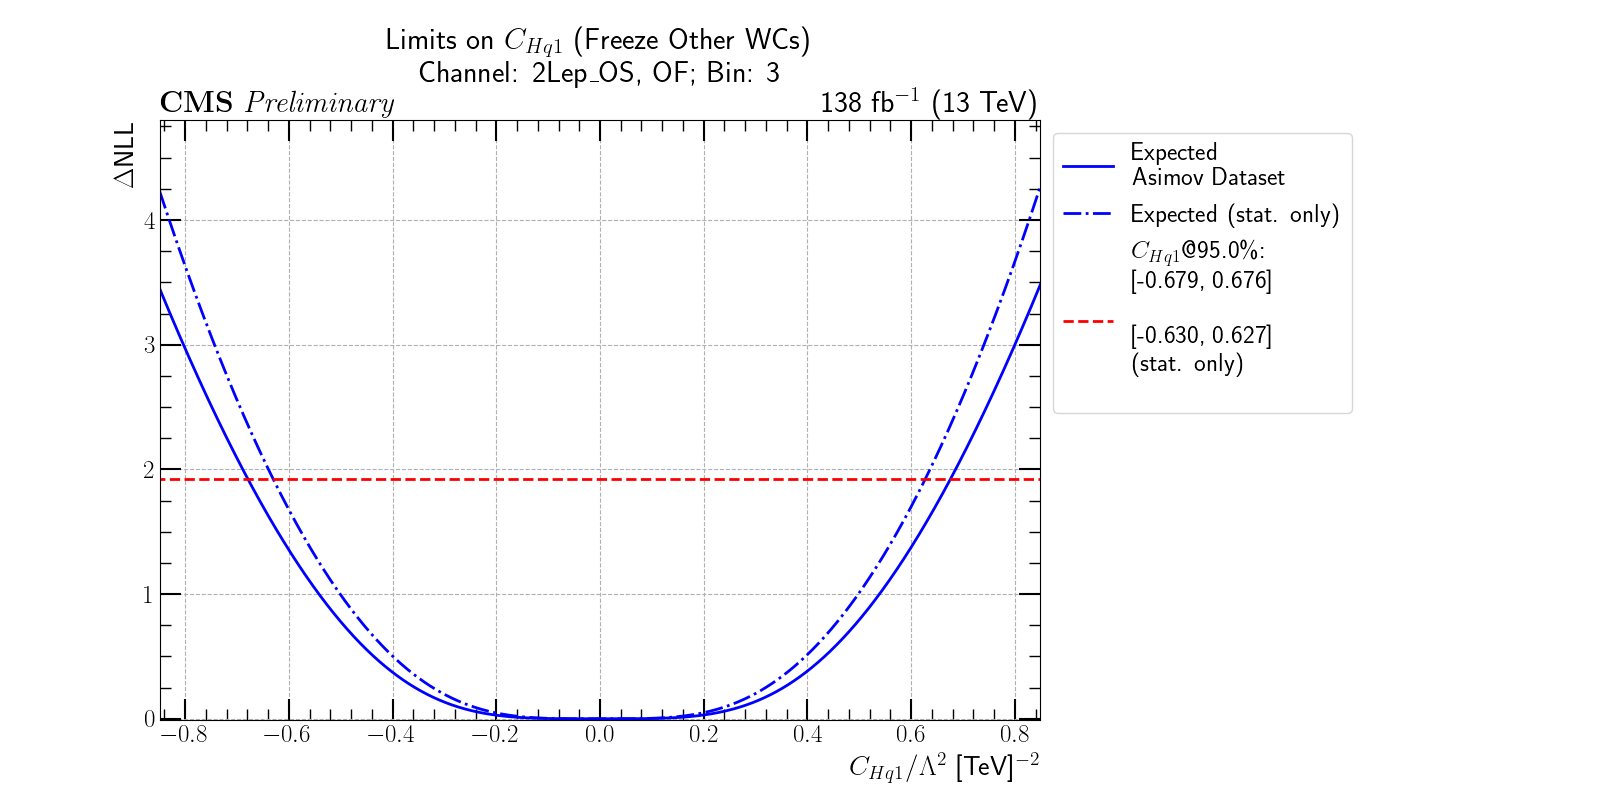 Limits on C_{Hq1} (Freeze Other WCs)
Channel: 2Lep_OS, OF; Bin: 3
CMS Preliminary
138 fb^{-1} (13 TeV)
ΔNLL
4
3
2
1
0
−0.8
−0.6
−0.4
−0.2
0.0
0.2
0.4
0.6
0.8
C_{Hq1}/Λ^{2} [TeV]^{−2}
Expected
Asimov Dataset
Expected (stat. only)
C_{Hq1}@95.0%:
[-0.679, 0.676]
[-0.630, 0.627]
(stat. only)